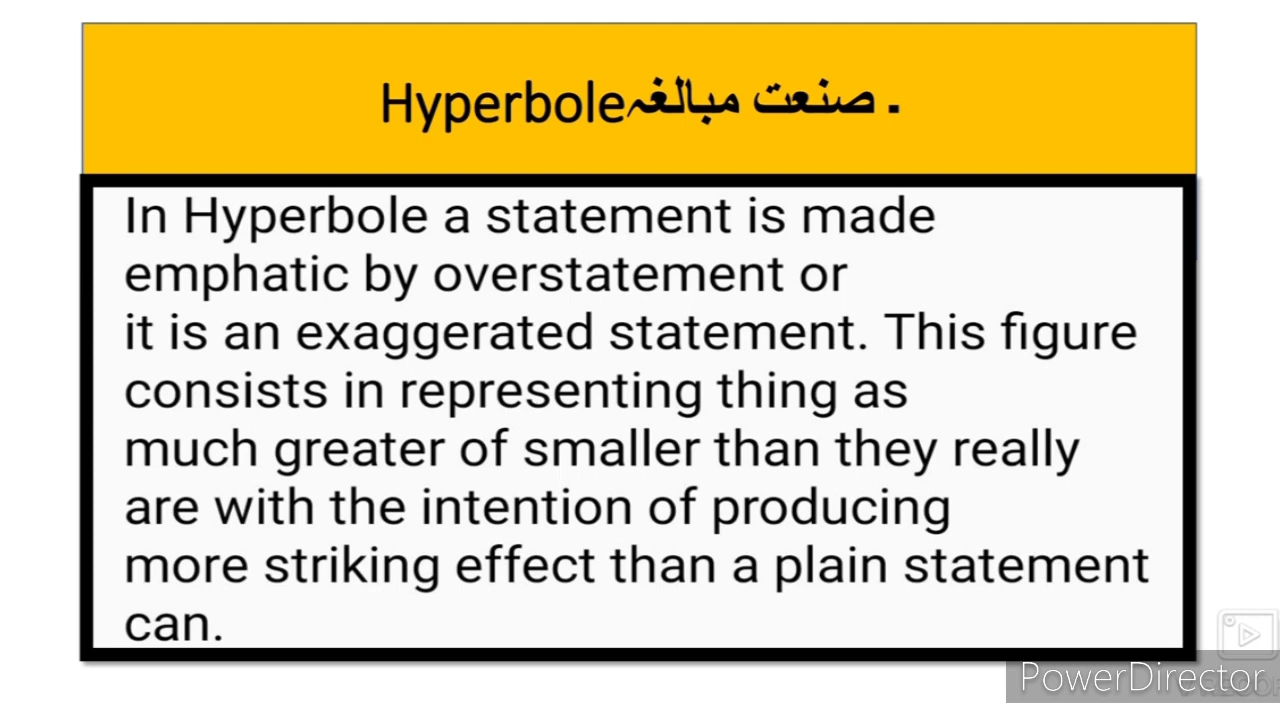 Hyperbole صنعت مبالغہ .
In Hyperbole a statement is made
emphatic by overstatement or
it is an exaggerated statement. This figure
consists in representing thing as
much greater of smaller than they really
are with the intention of producing
more striking effect than a plain statement
can.
PowerDirector